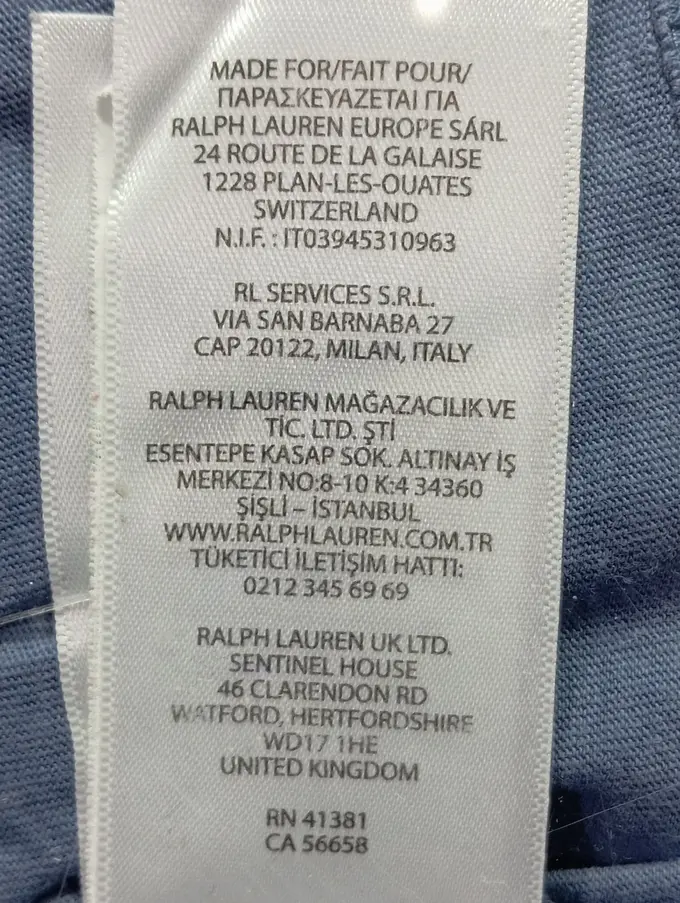 MADE FOR/FAIT POUR/
ΠΑΡΑΣΚΕΥΑΖΕΤΑΙ ΓΙΑ
RALPH LAUREN EUROPE SÁRL
24 ROUTE DE LA GALAISE
1228 PLAN-LES-OUATES
SWITZERLAND
N.I.F. : IT03945310963
RL SERVICES S.R.L.
VIA SAN BARNABA 27
CAP 20122, MILAN, ITALY
RALPH LAUREN MAĞAZACILIK VE
TİC. LTD. ŞTİ
ESENTEPE KASAP SOK. ALTINAY İŞ
MERKEZİ NO:8-10 K:4 34360
ŞİŞLİ – İSTANBUL
WWW.RALPHLAUREN.COM.TR
TÜKETİCİ İLETİŞİM HATTI:
0212 345 69 69
RALPH LAUREN UK LTD.
SENTINEL HOUSE
46 CLARENDON RD
WATFORD, HERTFORDSHIRE
WD17 1HE
UNITED KINGDOM
RN 41381
CA 56658